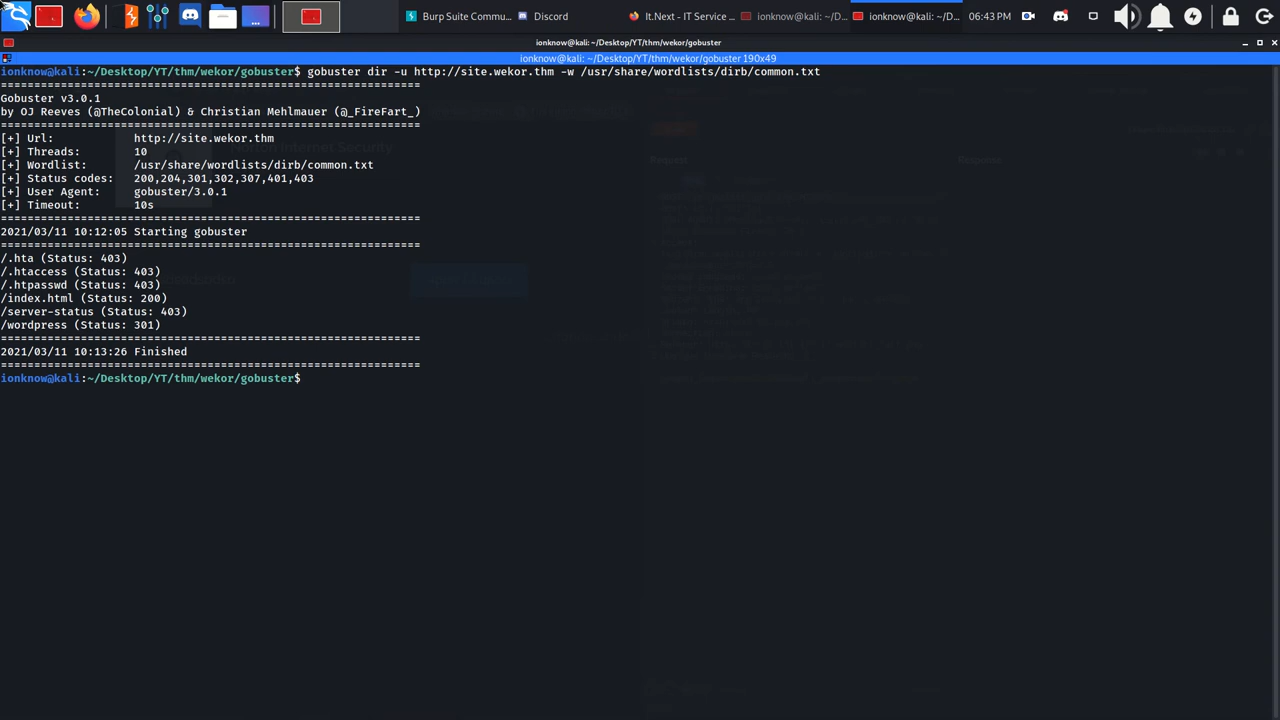 Burp Suite Commu...
Discord
It.Next - IT Service ...
ionknow@kali: ~/D...
ionknow@kali: ~/D...
06:43 PM
ionknow@kali: ~/Desktop/YT/thm/wekor/gobuster
ionknow@kali: ~/Desktop/YT/thm/wekor/gobuster 190x49
ionknow@kali:~/Desktop/YT/thm/wekor/gobuster$ gobuster dir -u http://site.wekor.thm -w /usr/share/wordlists/dirb/common.txt
===============================================================
Gobuster v3.0.1
by OJ Reeves (@TheColonial) & Christian Mehlmauer (@_FireFart_)
===============================================================
[+] Url:            http://site.wekor.thm
[+] Threads:        10
[+] Wordlist:       /usr/share/wordlists/dirb/common.txt
[+] Status codes:   200,204,301,302,307,401,403
[+] User Agent:     gobuster/3.0.1
[+] Timeout:        10s
===============================================================
2021/03/11 10:12:05 Starting gobuster
===============================================================
/.hta (Status: 403)
/.htaccess (Status: 403)
/.htpasswd (Status: 403)
/index.html (Status: 200)
/server-status (Status: 403)
/wordpress (Status: 301)
===============================================================
2021/03/11 10:13:26 Finished
===============================================================
ionknow@kali:~/Desktop/YT/thm/wekor/gobuster$
Norton Internet Security
Request
Response